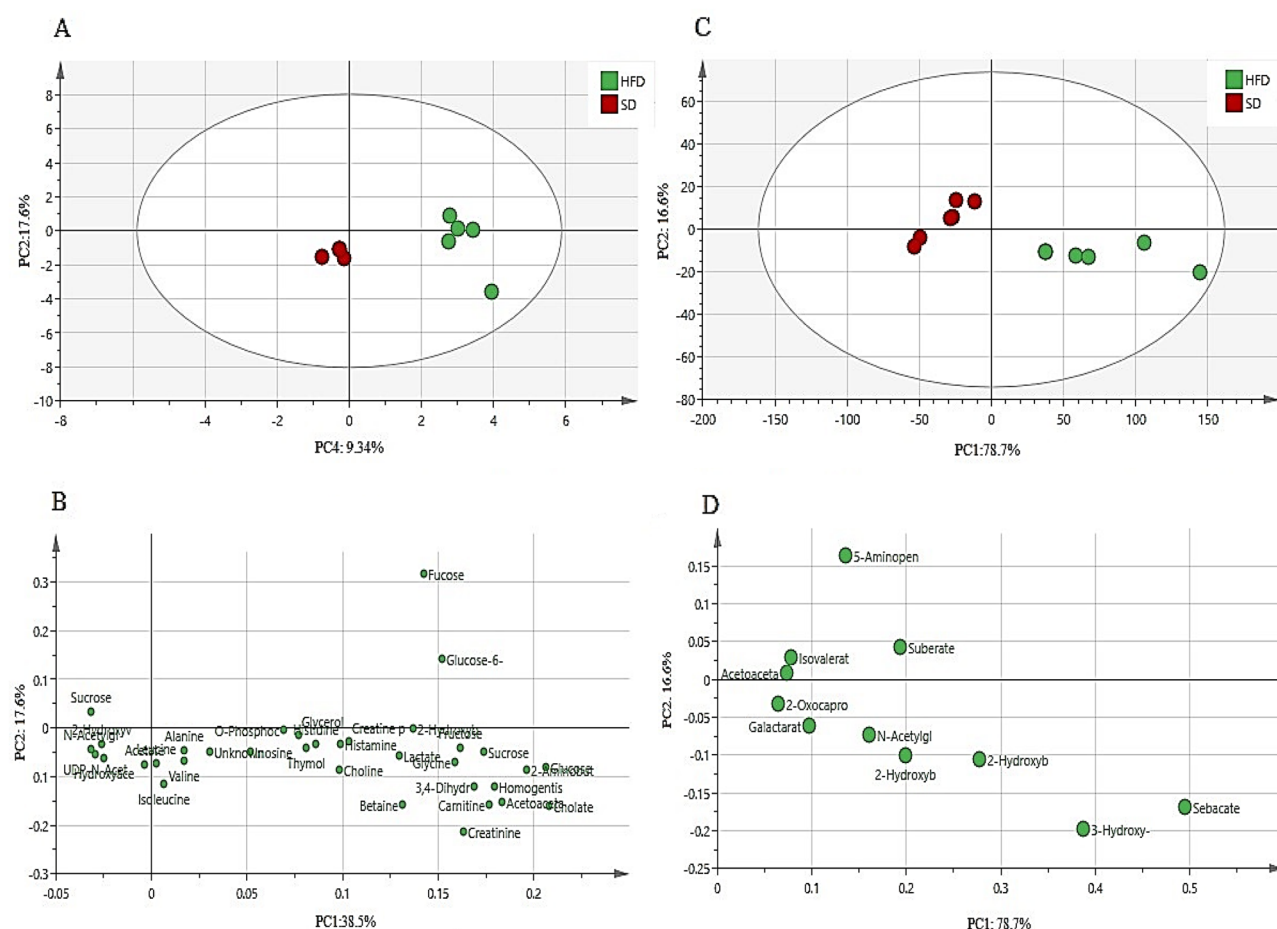 A
HFD
SD
8
6
4
2
0
-2
-4
-6
-8
-10
-8
-6
-4
-2
0
2
4
6
PC2:17.6%
PC4: 9.34%
C
HFD
SD
60
40
20
0
-20
-40
-60
-80
-200
-100
-50
0
50
100
150
PC2: 16.6%
PC1:78.7%
B
0.3
0.2
0.1
0
0.1
-0.2
-0.3
-0.05
0
0.05
0.1
0.15
0.2
PC2: 17.6%
PC1:38.5%
Fucose
Glucose-6-
Sucrose
2-Hydroxyv
N-Acetylgl
UDP-N-Acet
Hydroxyace
Alanine
Valine
Isoleucine
Unknow
Inosine
O-Phosphoc
Glycerol
Thymol
Histamine
Creatine p
Choline
2-Hydroxyb
Fructose
Lactate
Glycine
Sucrose
2-Aminobut
Glucose
3,4-Dihydr
Homogentis
Betaine
Carnitine
Acetoaceta
Cholate
Creatinine
D
0.15
0.1
0.05
0
-0.05
-0.1
-0.15
-0.2
-0.25
0
0.1
0.2
0.3
0.4
0.5
PC2. 16.6%
PC1: 78.7%
5-Aminopen
Suberate
Isovalerat
Acetoaceta
2-Oxocapro
Galactarat
N-Acetylgl
2-Hydroxyb
2-Hydroxyb
Sebacate
3-Hydroxy-